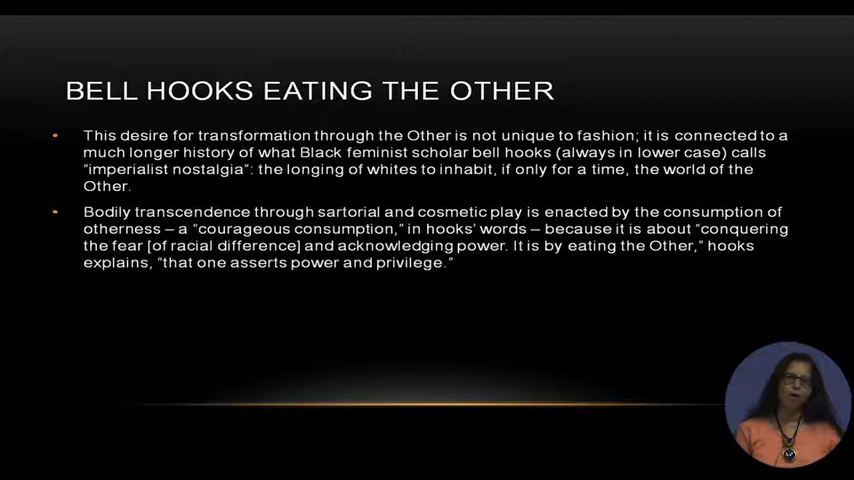 BELL HOOKS EATING THE OTHER
• This desire for transformation through the Other is not unique to fashion; it is connected to a
much longer history of what Black feminist scholar bell hooks (always in lower case) calls
“imperialist nostalgia”: the longing of whites to inhabit, if only for a time, the world of the
Other.
• Bodily transcendence through sartorial and cosmetic play is enacted by the consumption of
otherness – a “courageous consumption,” in hooks’ words – because it is about “conquering
the fear [of racial difference] and acknowledging power. It is by eating the Other,” hooks
explains, “that one asserts power and privilege.”